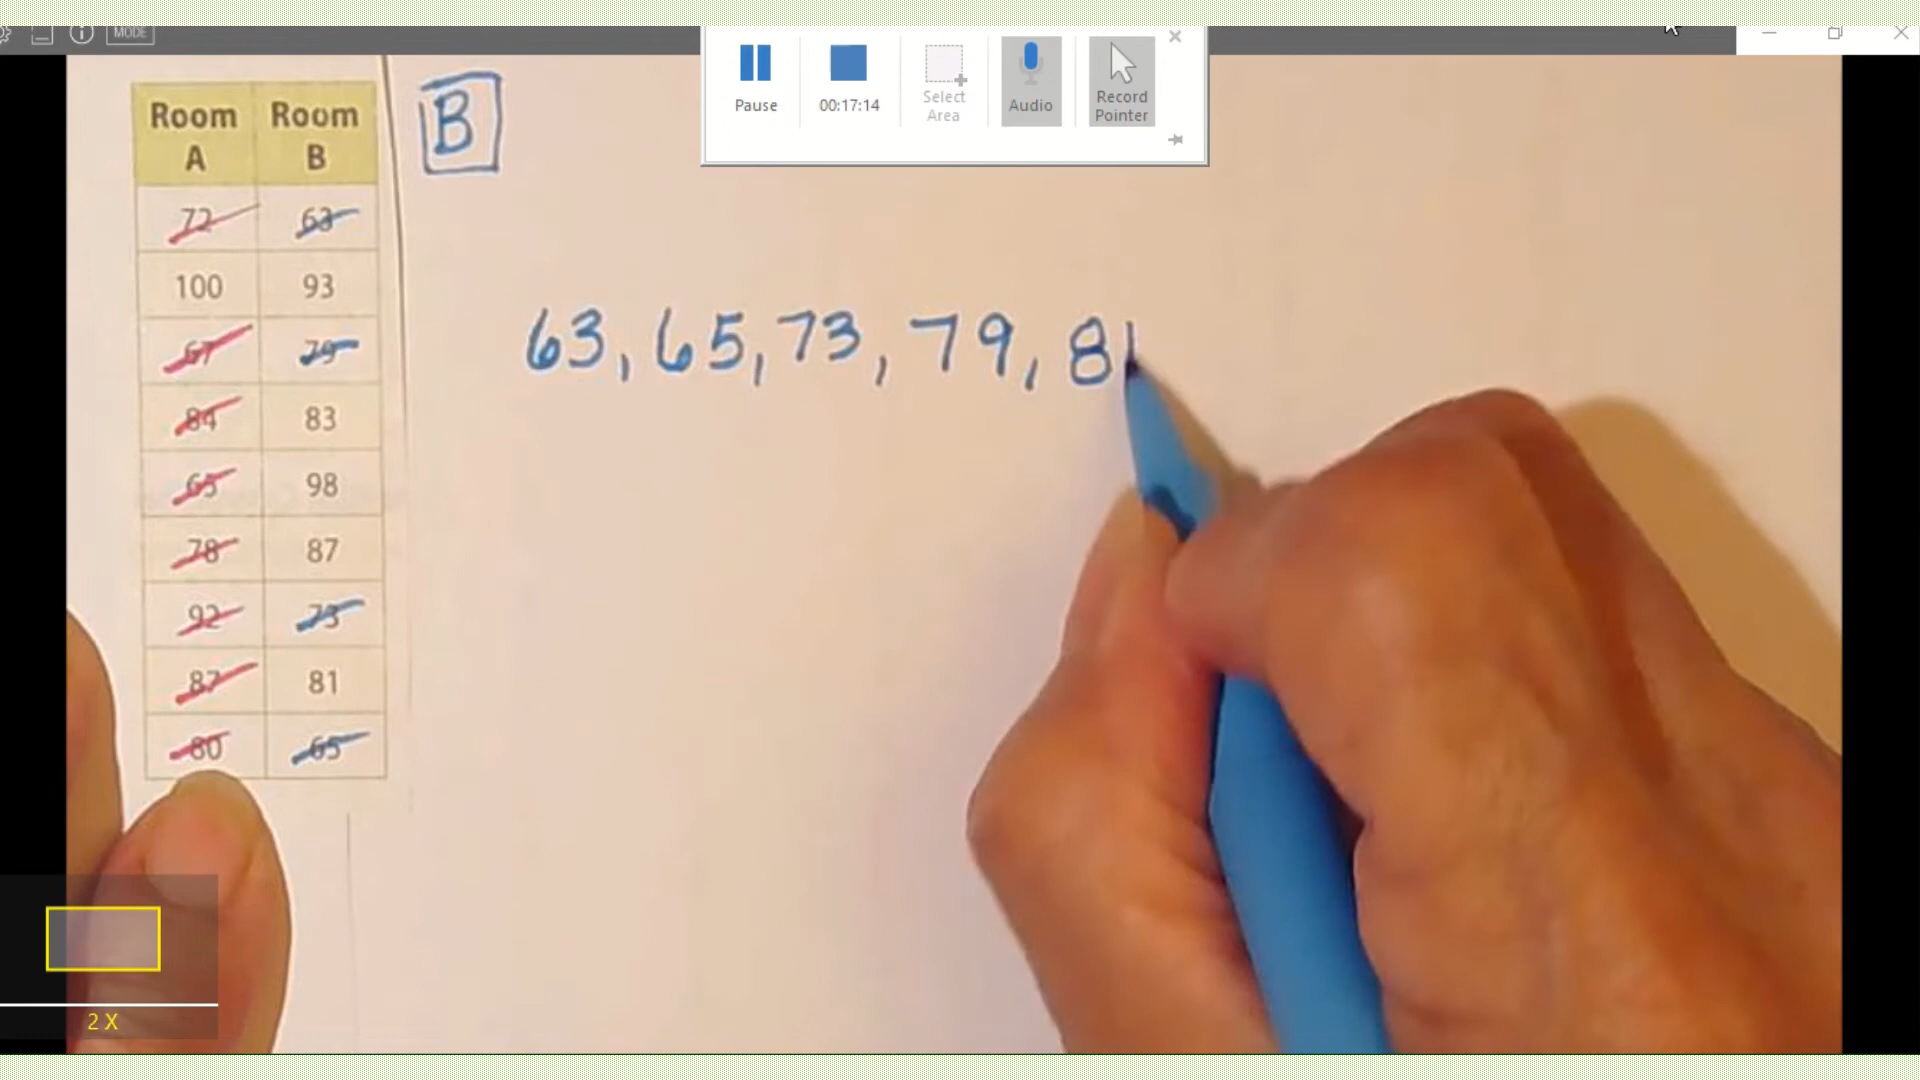 MODE
Pause
00:17:14
Select Area
Audio
Record Pointer
Room A Room B
72 63
100 93
67 79
84 83
65 98
78 87
92 73
87 81
80 65
B
63, 65, 73, 79, 81
2 X